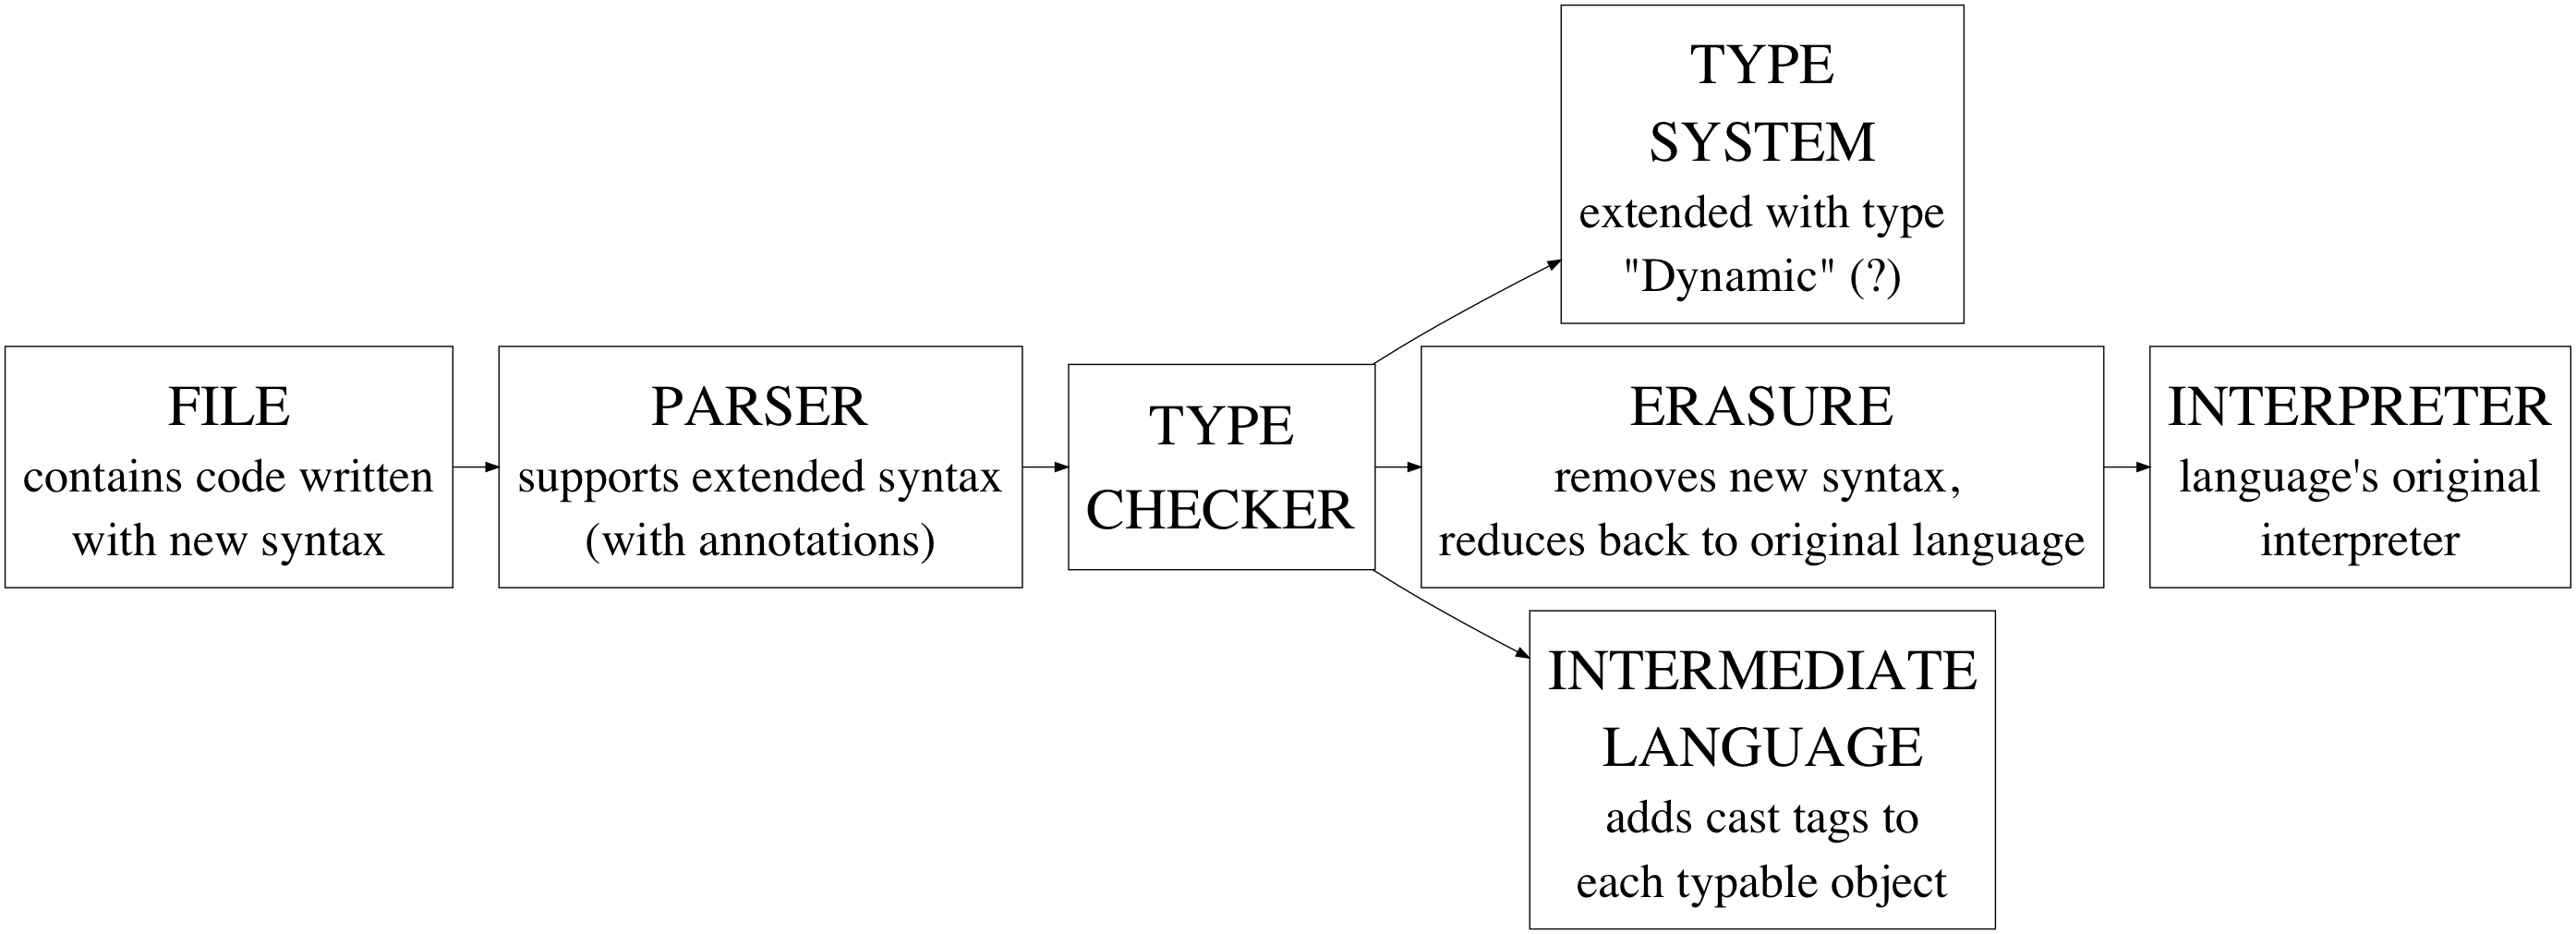 FILE
contains code written
with new syntax
PARSER
supports extended syntax
(with annotations)
TYPE
CHECKER
TYPE
SYSTEM
extended with type
"Dynamic" (?)
ERASURE
removes new syntax,
reduces back to original language
INTERMEDIATE
LANGUAGE
adds cast tags to
each typable object
INTERPRETER
language's original
interpreter